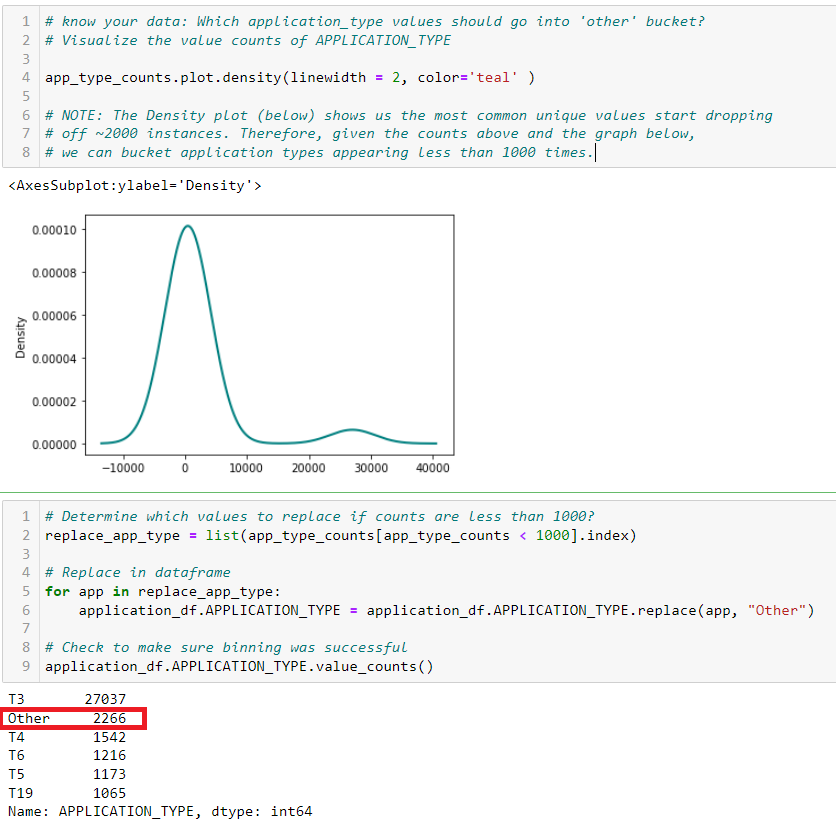 1 # know your data: Which application_type values should go into 'other' bucket?
2 # Visualize the value counts of APPLICATION_TYPE
3
4 app_type_counts.plot.density(linewidth = 2, color='teal' )
5
6 # NOTE: The Density plot (below) shows us the most common unique values start dropping
7 # off ~2000 instances. Therefore, given the counts above and the graph below,
8 # we can bucket application types appearing less than 1000 times.
<AxesSubplot:ylabel='Density'>
0.00010
0.00008
0.00006
0.00004
0.00002
0.00000
Density
−10000 0 10000 20000 30000 40000
1 # Determine which values to replace if counts are less than 1000?
2 replace_app_type = list(app_type_counts[app_type_counts < 1000].index)
3
4 # Replace in dataframe
5 for app in replace_app_type:
6 application_df.APPLICATION_TYPE = application_df.APPLICATION_TYPE.replace(app, "Other")
7
8 # Check to make sure binning was successful
9 application_df.APPLICATION_TYPE.value_counts()
T3 27037
Other 2266
T4 1542
T6 1216
T5 1173
T19 1065
Name: APPLICATION_TYPE, dtype: int64